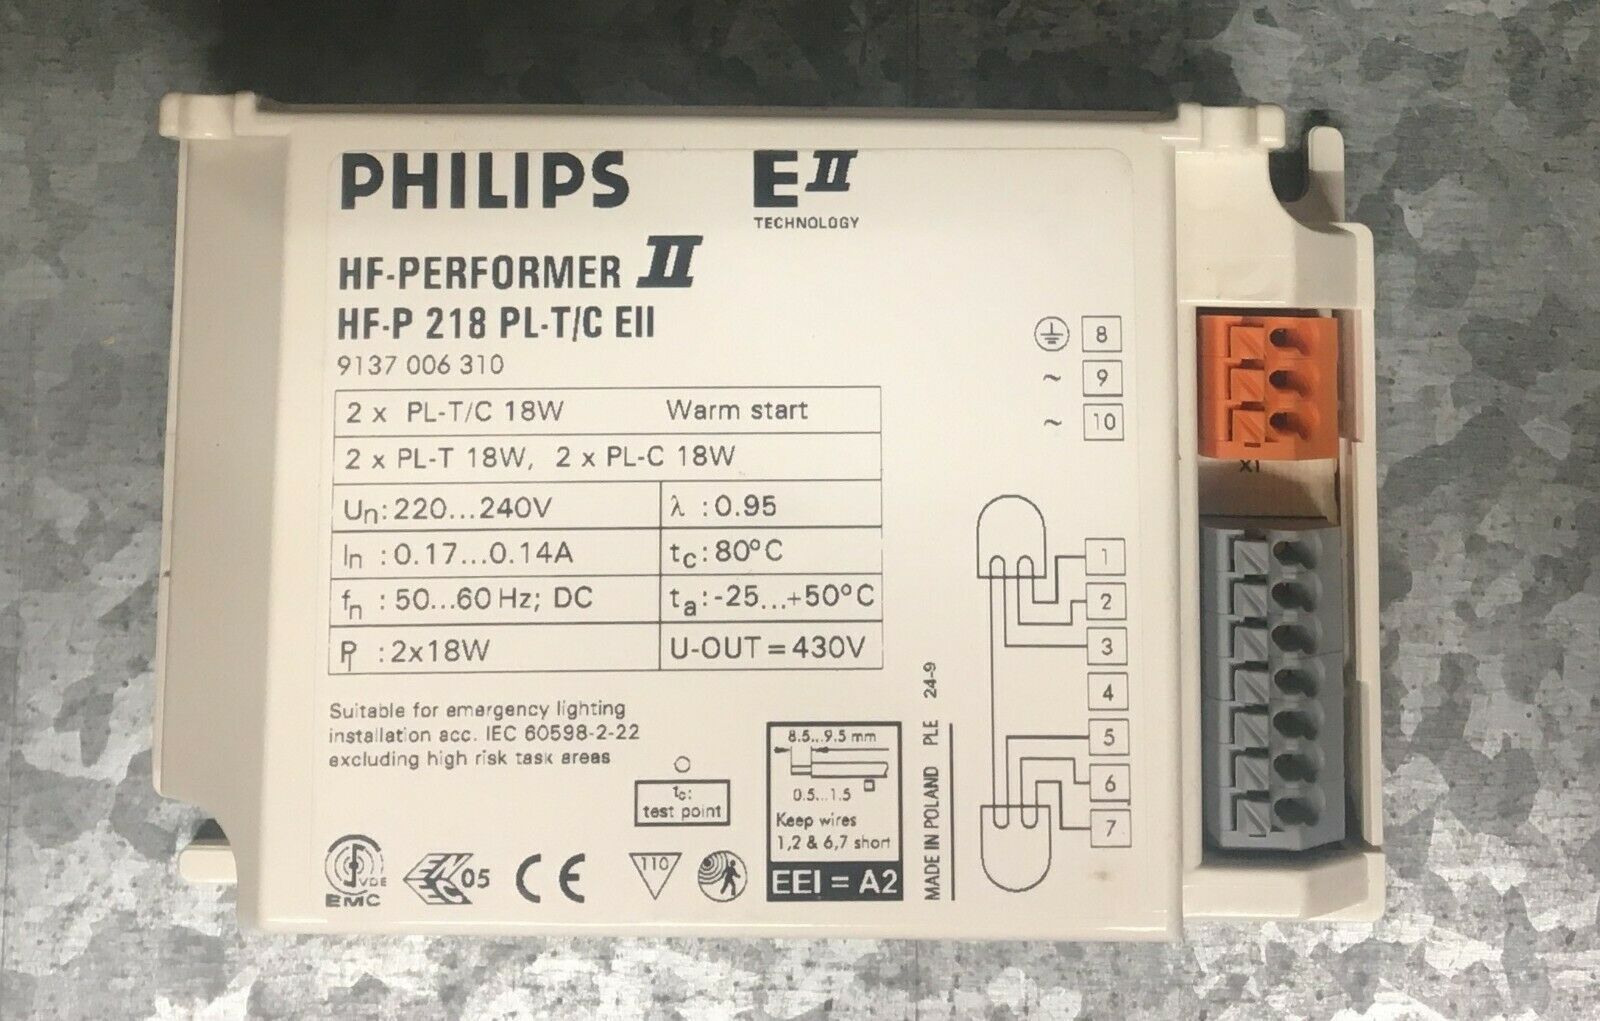 PHILIPS
EII
TECHNOLOGY
HF-PERFORMER II
HF-P 218 PL-T/C EII
9137 006 310
2 x PL-T/C 18W Warm start
2 x PL-T 18W, 2 x PL-C 18W
Un: 220...240V λ : 0.95
In : 0.17...0.14A tc: 80°C
fn : 50...60 Hz; DC ta: -25...+50°C
Pl : 2x18W U-OUT = 430V
Suitable for emergency lighting
installation acc. IEC 60598-2-22
excluding high risk task areas
tc:
test point
8.5...9.5 mm
0.5...1.5
Keep wires
1,2 & 6,7 short
EEI = A2
MADE IN POLAND PLE 24-9
VDE
EMC
ENEC 05
CE
110
8
~ 9
~ 10
1
2
3
4
5
6
7
X1